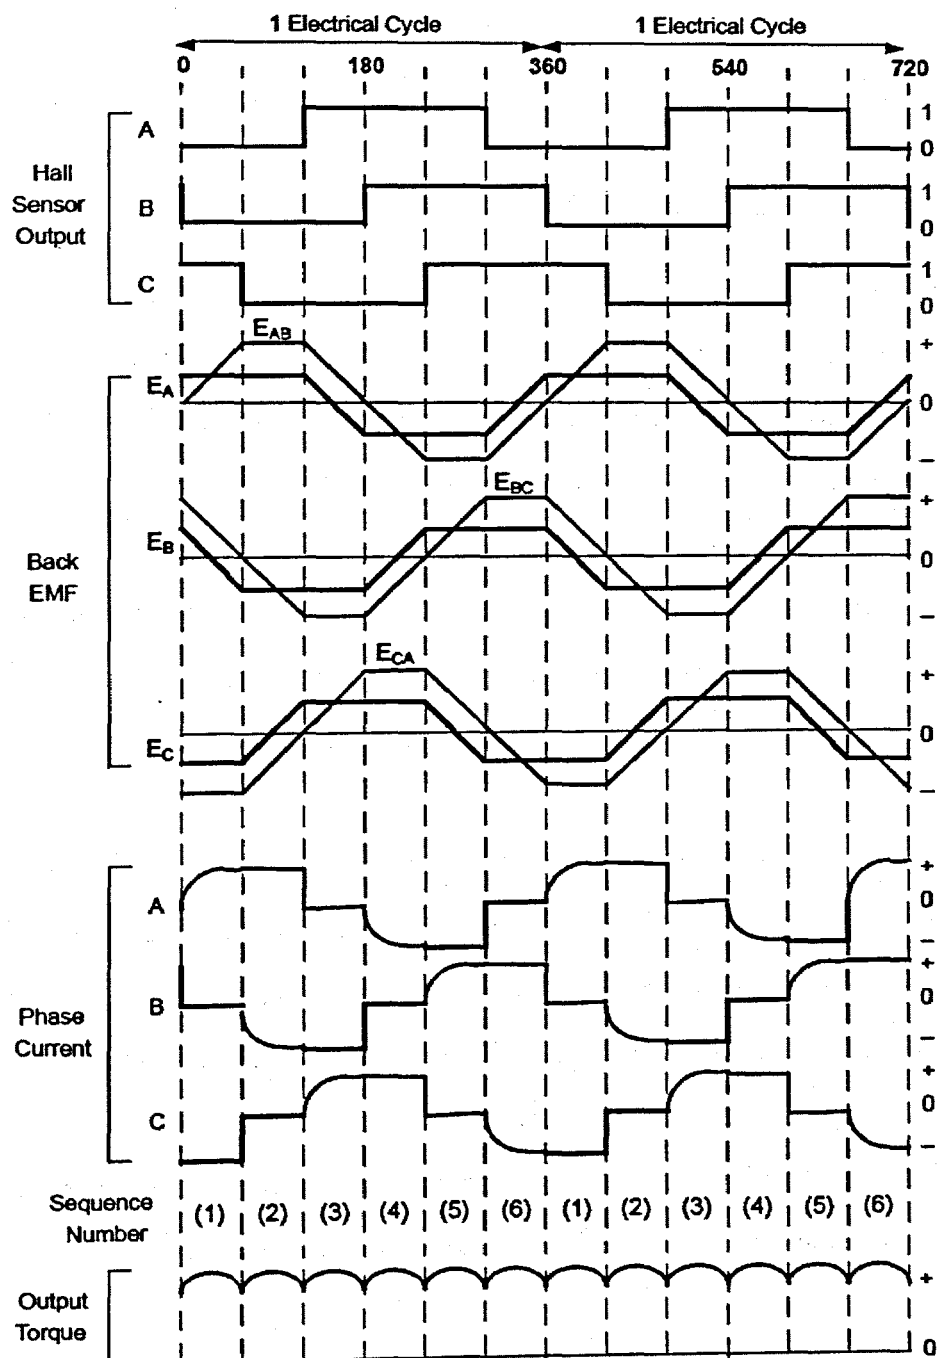 1 Electrical Cycle 1 Electrical Cycle
0 180 360 540 720
Hall
Sensor
Output
A 1
0
B 1
0
C 1
0
E_AB +
E_A 0
–
E_BC +
Back
EMF
E_B 0
–
E_CA +
E_C 0
–
Phase
Current
A +
0
–
B +
0
–
C +
0
–
Sequence
Number
(1) (2) (3) (4) (5) (6) (1) (2) (3) (4) (5) (6)
Output
Torque
+
0